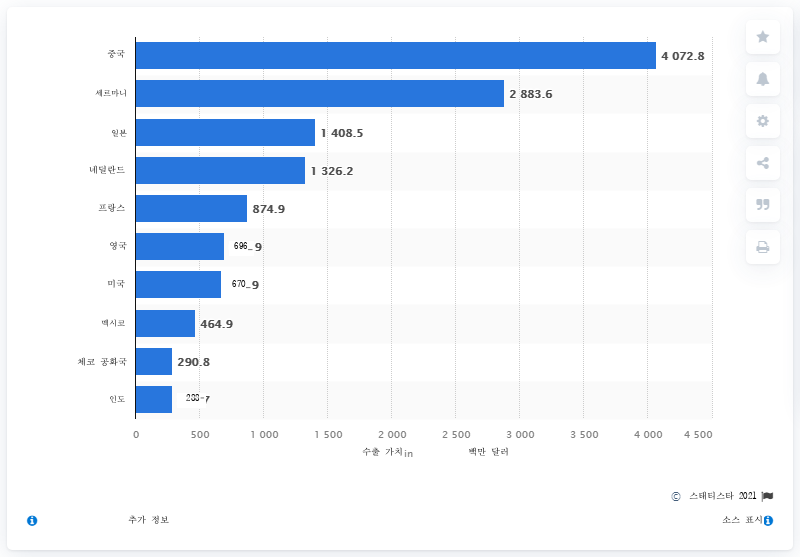 중국 4 072.8
세르마니 2 883.6
일본 1 408.5
네덜란드 1 326.2
프랑스 874.9
영국 696_ 9
미국 670_ 9
멕시코 464.9
체코 공화국 290.8
인도
0 500 1 000 1 500 2 000 2 500 3 000 3 500 4 000 4 500
수출 가치in 백만 달러
© 스태티스타 2021
추가 정보 소스 표시